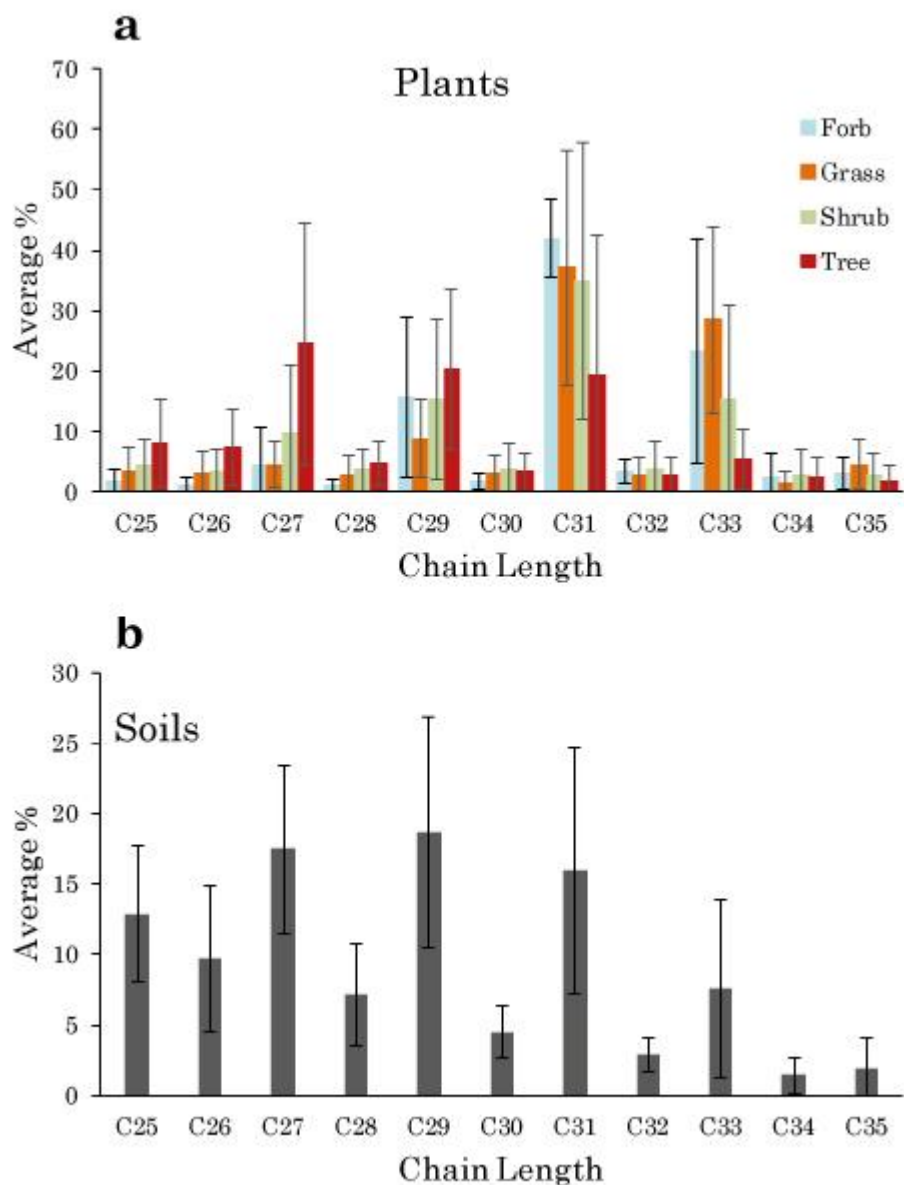 a
Plants
70
60
50
40
30
20
10
0
Average %
Forb
Grass
Shrub
Tree
C25 C26 C27 C28 C29 C30 C31 C32 C33 C34 C35
Chain Length
b
Soils
30
25
20
15
10
5
0
Average %
C25 C26 C27 C28 C29 C30 C31 C32 C33 C34 C35
Chain Length